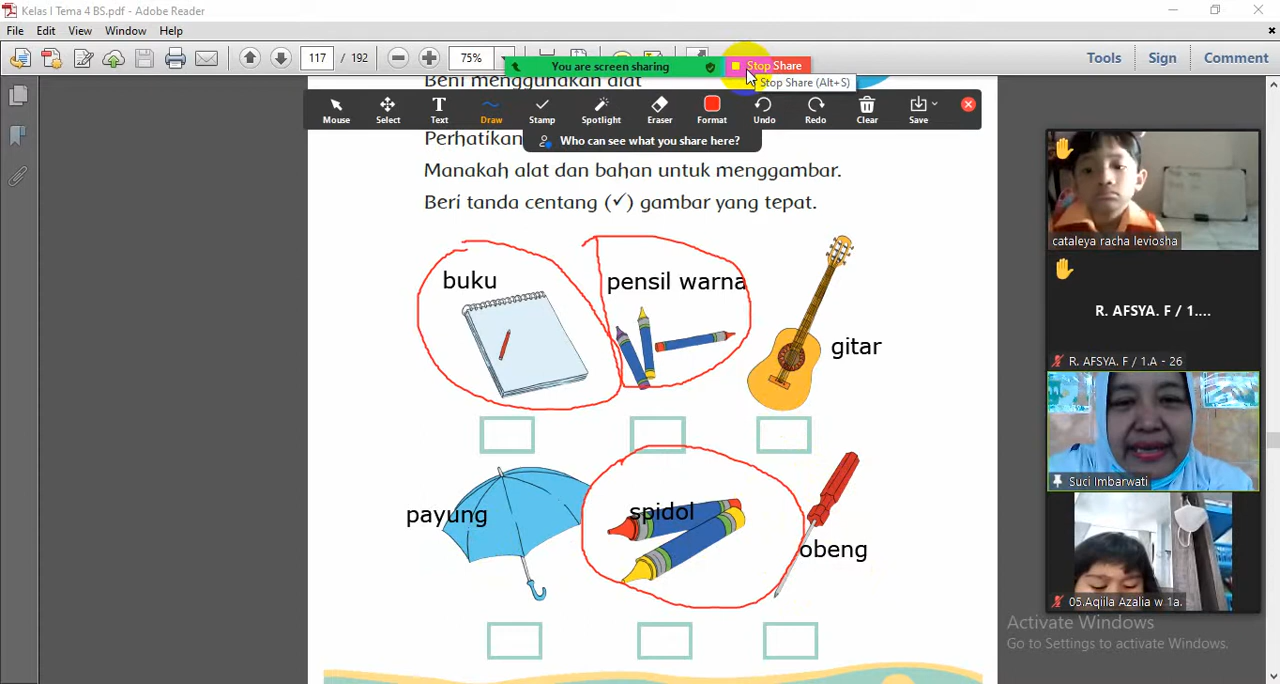 Kelas I Tema 4 BS.pdf - Adobe Reader
File Edit View Window Help
117 / 192 75% Tools Sign Comment
You are screen sharing Stop Share
Stop Share (Alt+S)
Beni menggunakan alat
Mouse Select Text Draw Stamp Spotlight Eraser Format Undo Redo Clear Save
Perhatikan
Who can see what you share here?
Manakah alat dan bahan untuk menggambar.
Beri tanda centang (✓) gambar yang tepat.
buku
pensil warna
gitar
payung
spidol
obeng
cataleya racha leviosha
R. AFSYA. F / 1....
R. AFSYA. F / 1.A - 26
Suci Imbarwati
05.Aqiila Azalia w 1a.
Activate Windows
Go to Settings to activate Windows.